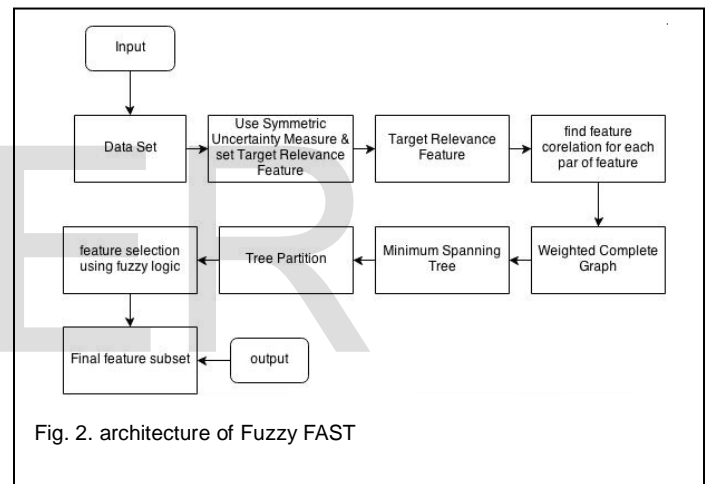 Input
Data Set
Use Symmetric
Uncertainty Measure &
set Target Relevance
Feature
Target Relevance
Feature
find feature
corelation for each
par of feature
feature selection
using fuzzy logic
Tree Partition
Minimum Spanning
Tree
Weighted Complete
Graph
Final feature subset
output
ER
Fig. 2. architecture of Fuzzy FAST